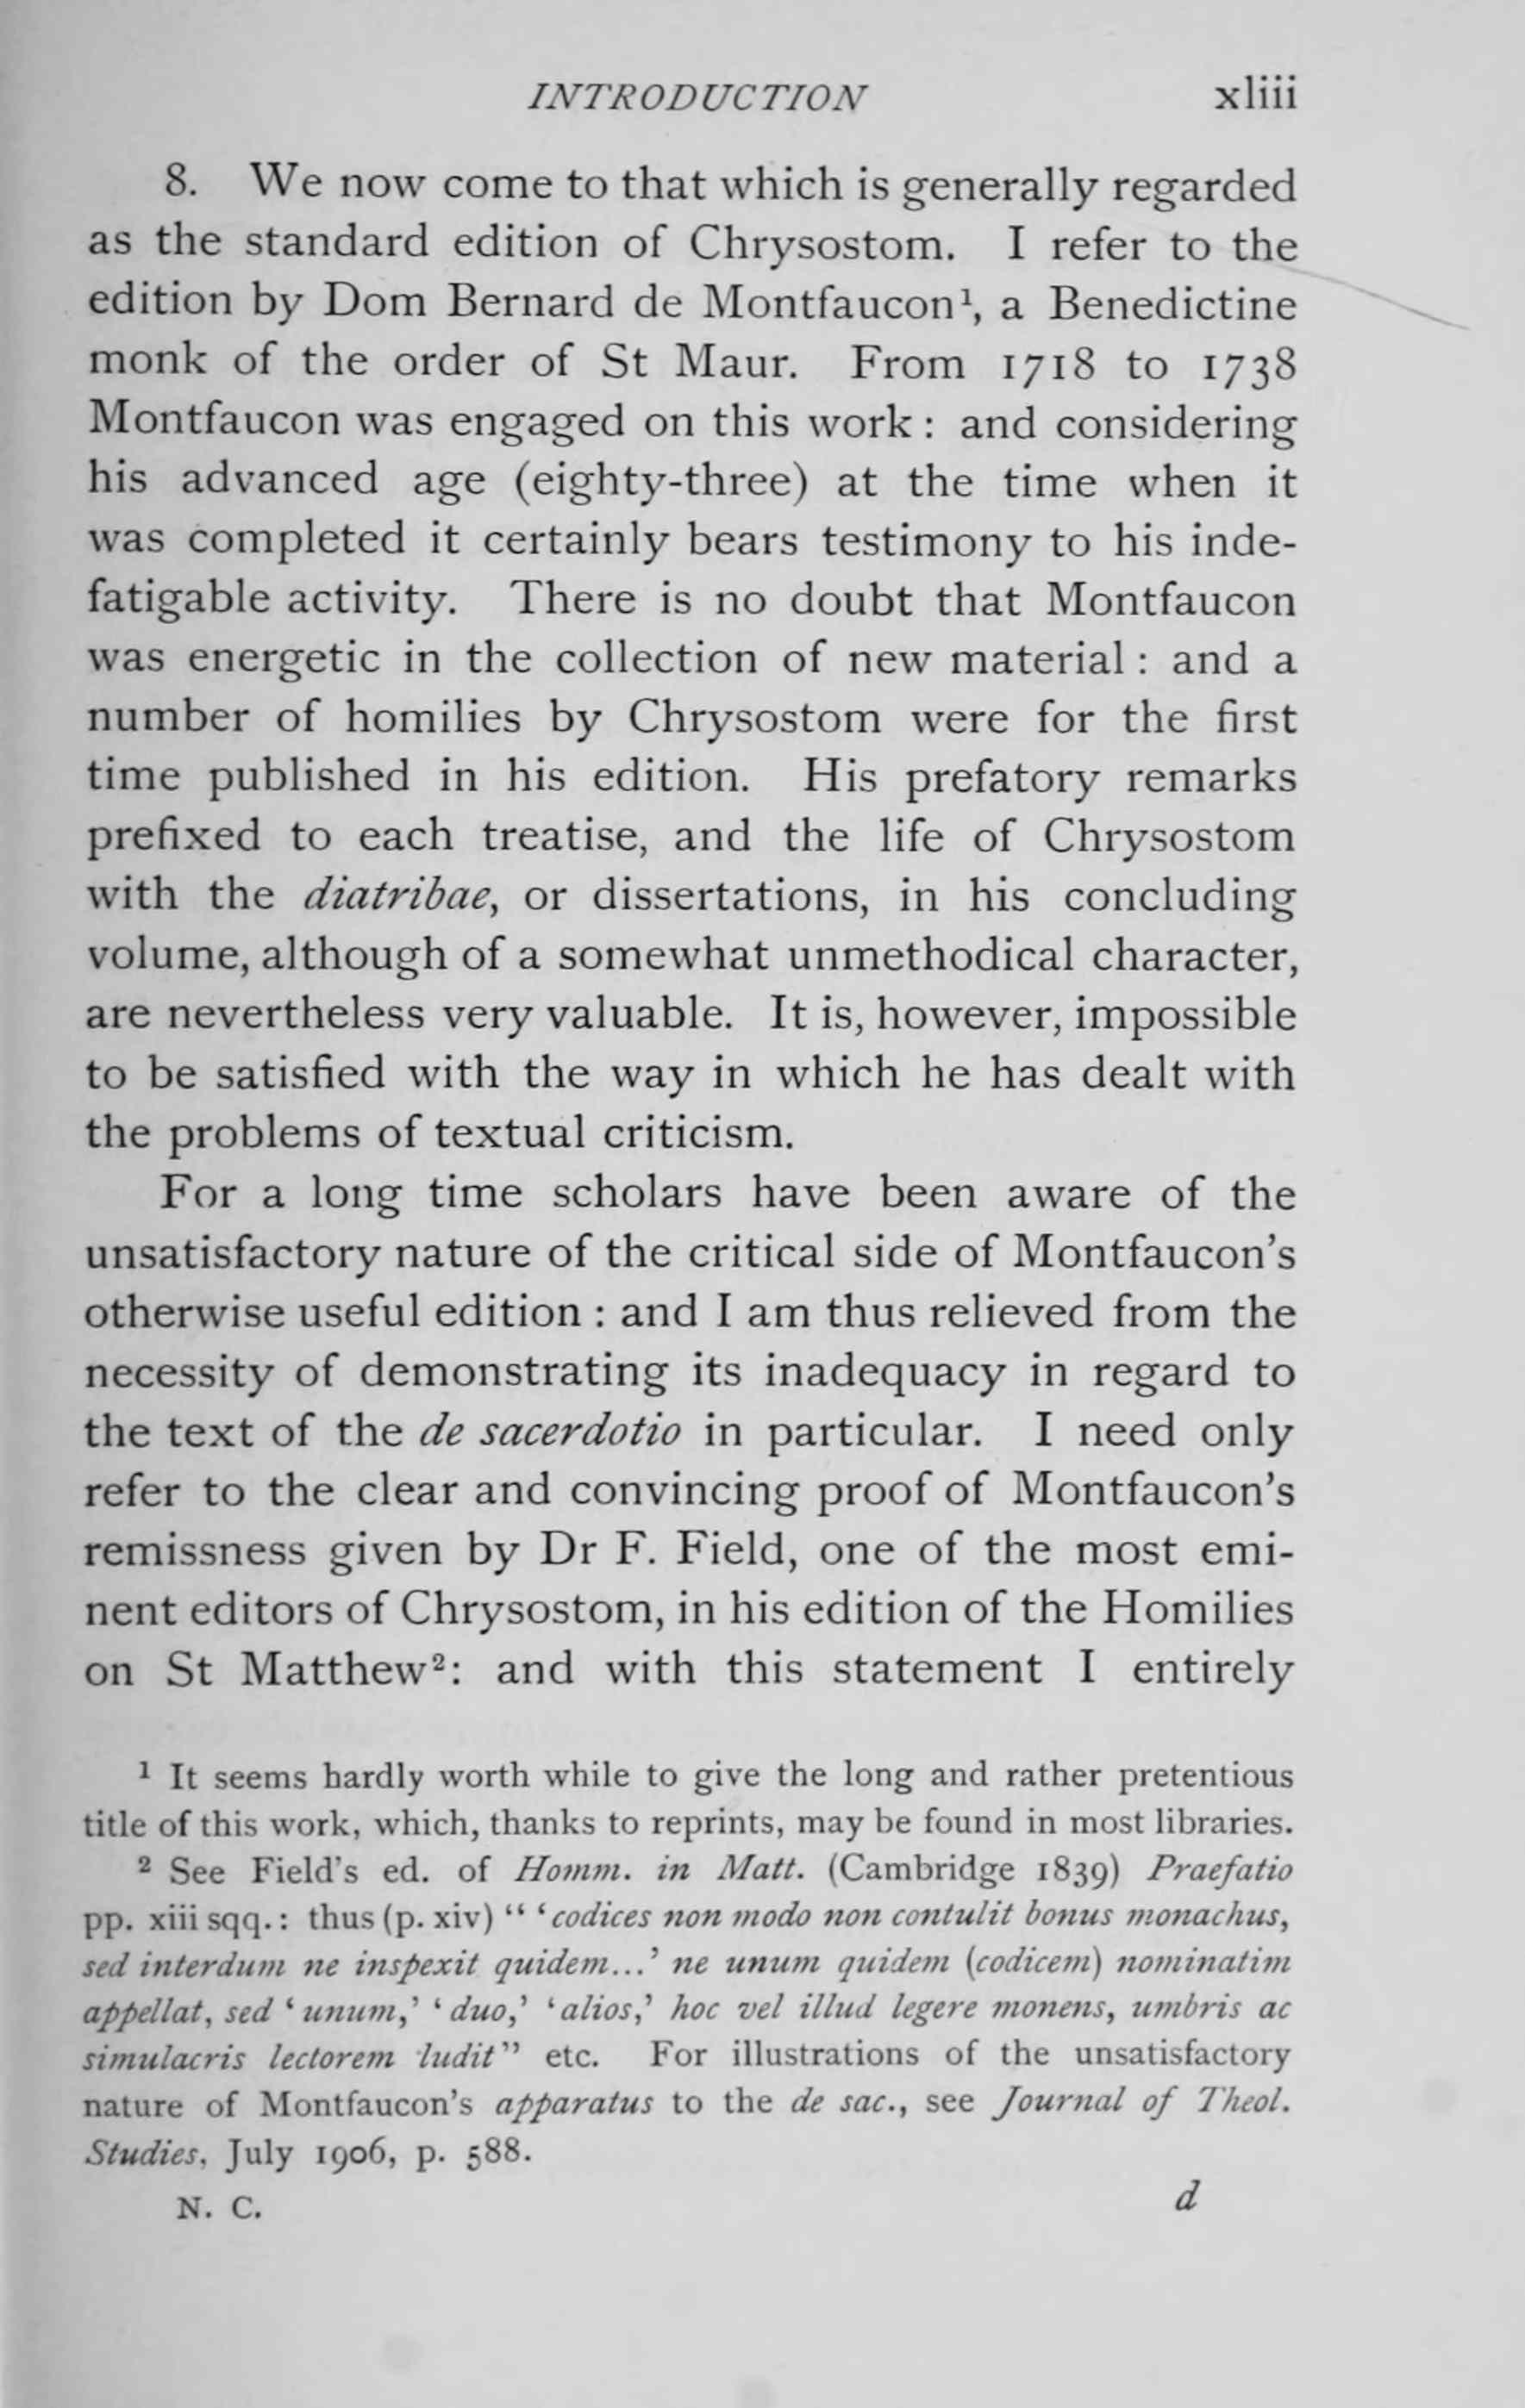 INTRODUCTION xliii
8. We now come to that which is generally regarded
as the standard edition of Chrysostom. I refer to the
edition by Dom Bernard de Montfaucon¹, a Benedictine
monk of the order of St Maur. From 1718 to 1738
Montfaucon was engaged on this work : and considering
his advanced age (eighty-three) at the time when it
was completed it certainly bears testimony to his inde-
fatigable activity. There is no doubt that Montfaucon
was energetic in the collection of new material : and a
number of homilies by Chrysostom were for the first
time published in his edition. His prefatory remarks
prefixed to each treatise, and the life of Chrysostom
with the diatribae, or dissertations, in his concluding
volume, although of a somewhat unmethodical character,
are nevertheless very valuable. It is, however, impossible
to be satisfied with the way in which he has dealt with
the problems of textual criticism.
For a long time scholars have been aware of the
unsatisfactory nature of the critical side of Montfaucon's
otherwise useful edition : and I am thus relieved from the
necessity of demonstrating its inadequacy in regard to
the text of the de sacerdotio in particular. I need only
refer to the clear and convincing proof of Montfaucon's
remissness given by Dr F. Field, one of the most emi-
nent editors of Chrysostom, in his edition of the Homilies
on St Matthew²: and with this statement I entirely
¹ It seems hardly worth while to give the long and rather pretentious
title of this work, which, thanks to reprints, may be found in most libraries.
² See Field's ed. of Homm. in Matt. (Cambridge 1839) Praefatio
pp. xiii sqq.: thus (p. xiv) “ ‘codices non modo non contulit bonus monachus,
sed interdum ne inspexit quidem...’ ne unum quidem (codicem) nominatim
appellat, sed ‘unum,’ ‘duo,’ ‘alios,’ hoc vel illud legere monens, umbris ac
simulacris lectorem ludit” etc. For illustrations of the unsatisfactory
nature of Montfaucon's apparatus to the de sac., see Journal of Theol.
Studies, July 1906, p. 588.
N. C. d